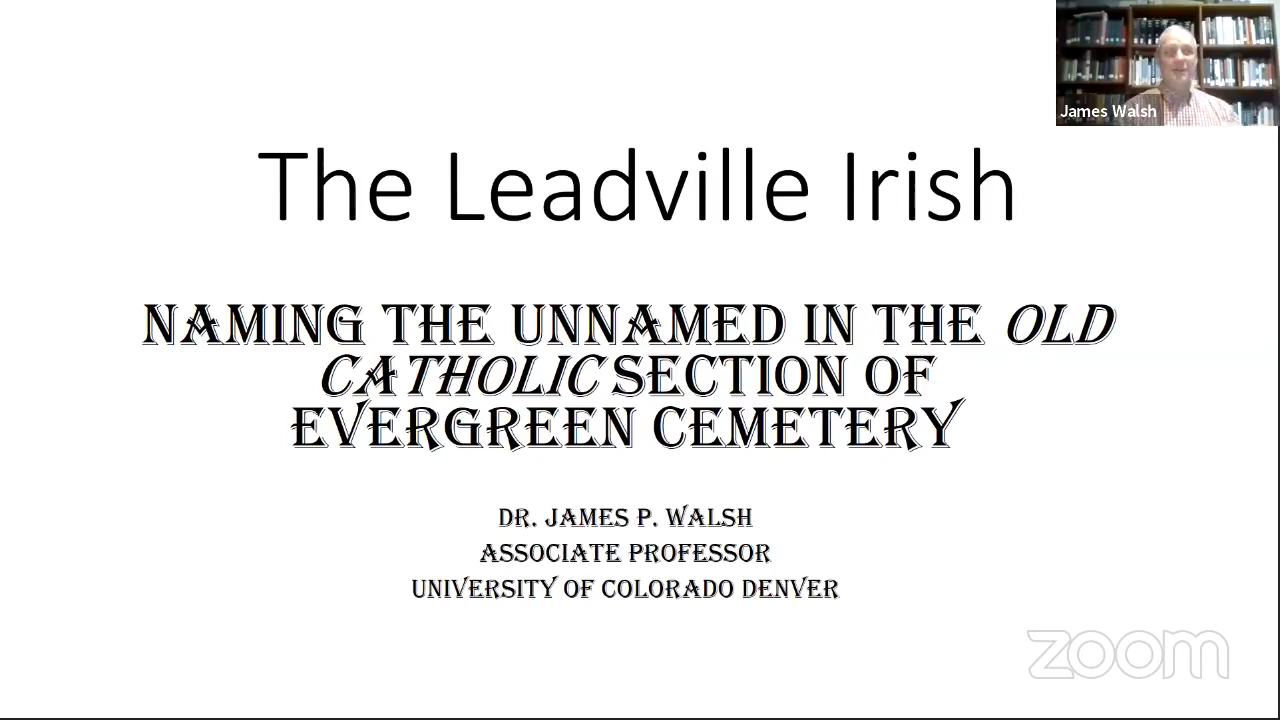 James Walsh
The Leadville Irish
NAMING THE UNNAMED IN THE OLD
CATHOLIC SECTION OF
EVERGREEN CEMETERY
DR. JAMES P. WALSH
ASSOCIATE PROFESSOR
UNIVERSITY OF COLORADO DENVER
zoom